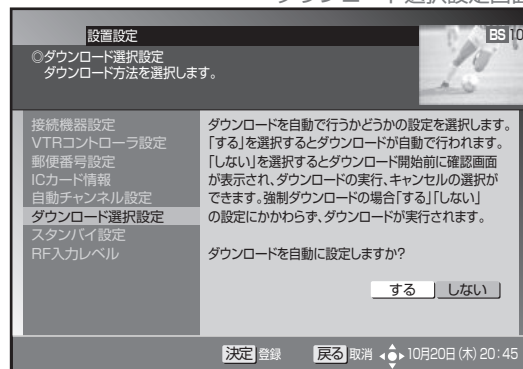 設置設定
BS 10
◎ダウンロード選択設定
ダウンロード方法を選択します。
接続機器設定
VTRコントローラ設定
郵便番号設定
ICカード情報
自動チャンネル設定
ダウンロード選択設定
スタンバイ設定
RF入力レベル
ダウンロードを自動で行うかどうかの設定を選択します。
「する」を選択するとダウンロードが自動で行われます。
「しない」を選択するとダウンロード開始前に確認画面
が表示され、ダウンロードの実行、キャンセルの選択が
できます。強制ダウンロードの場合「する」「しない」
の設定にかかわらず、ダウンロードが実行されます。
ダウンロードを自動に設定しますか?
する しない
決定 登録 戻る 取消 10月20日(木) 20:45